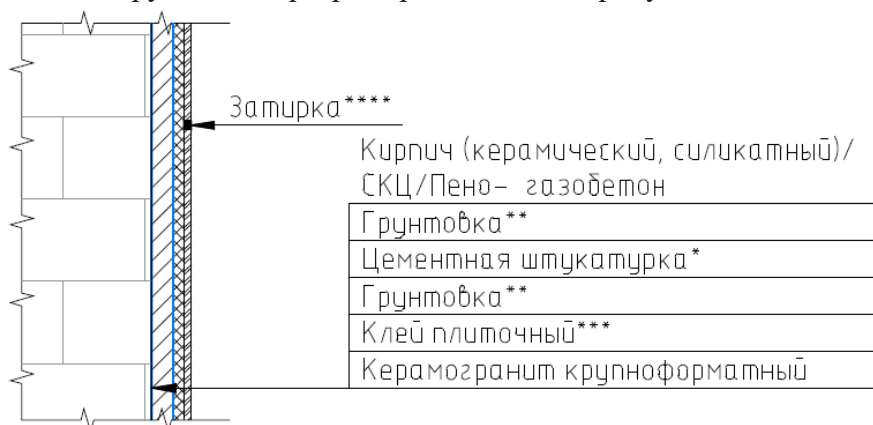 Затирка****
Кирпич (керамический, силикатный)/
СКЦ/Пено- газобетон
Грунтовка**
Цементная штукатурка*
Грунтовка**
Клей плиточный***
Керамогранит крупноформатный